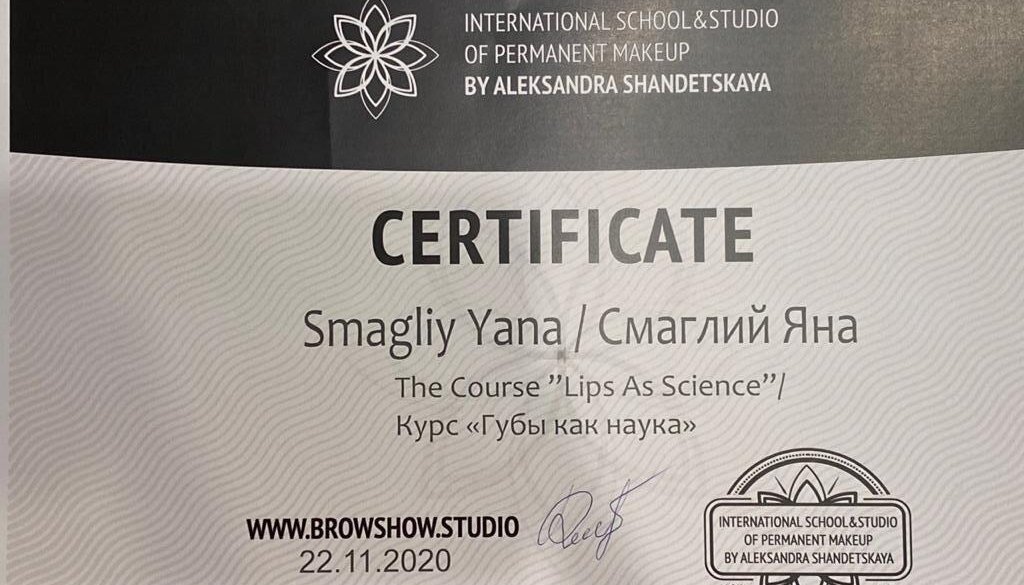 INTERNATIONAL SCHOOL&STUDIO
OF PERMANENT MAKEUP
BY ALEKSANDRA SHANDETSKAYA
CERTIFICATE
Smagliy Yana / Смаглий Яна
The Course ”Lips As Science”/
Курс «Губы как наука»
WWW.BROWSHOW.STUDIO
22.11.2020
INTERNATIONAL SCHOOL&STUDIO
OF PERMANENT MAKEUP
BY ALEKSANDRA SHANDETSKAYA